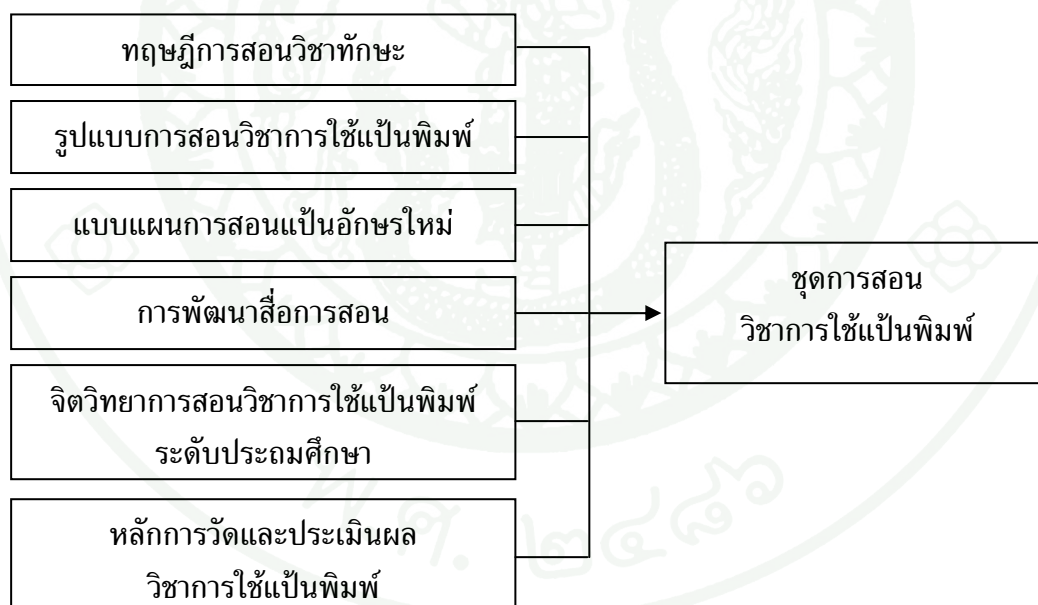 ทฤษฎีการสอนวิชาทักษะ
รูปแบบการสอนวิชาการใช้แป้นพิมพ์
แบบแผนการสอนแป้นอักษรใหม่
การพัฒนาสื่อการสอน
จิตวิทยาการสอนวิชาการใช้แป้นพิมพ์
ระดับประถมศึกษา
หลักการวัดและประเมินผล
วิชาการใช้แป้นพิมพ์
ชุดการสอน
วิชาการใช้แป้นพิมพ์
พ.ศ. ๒๔๘๖